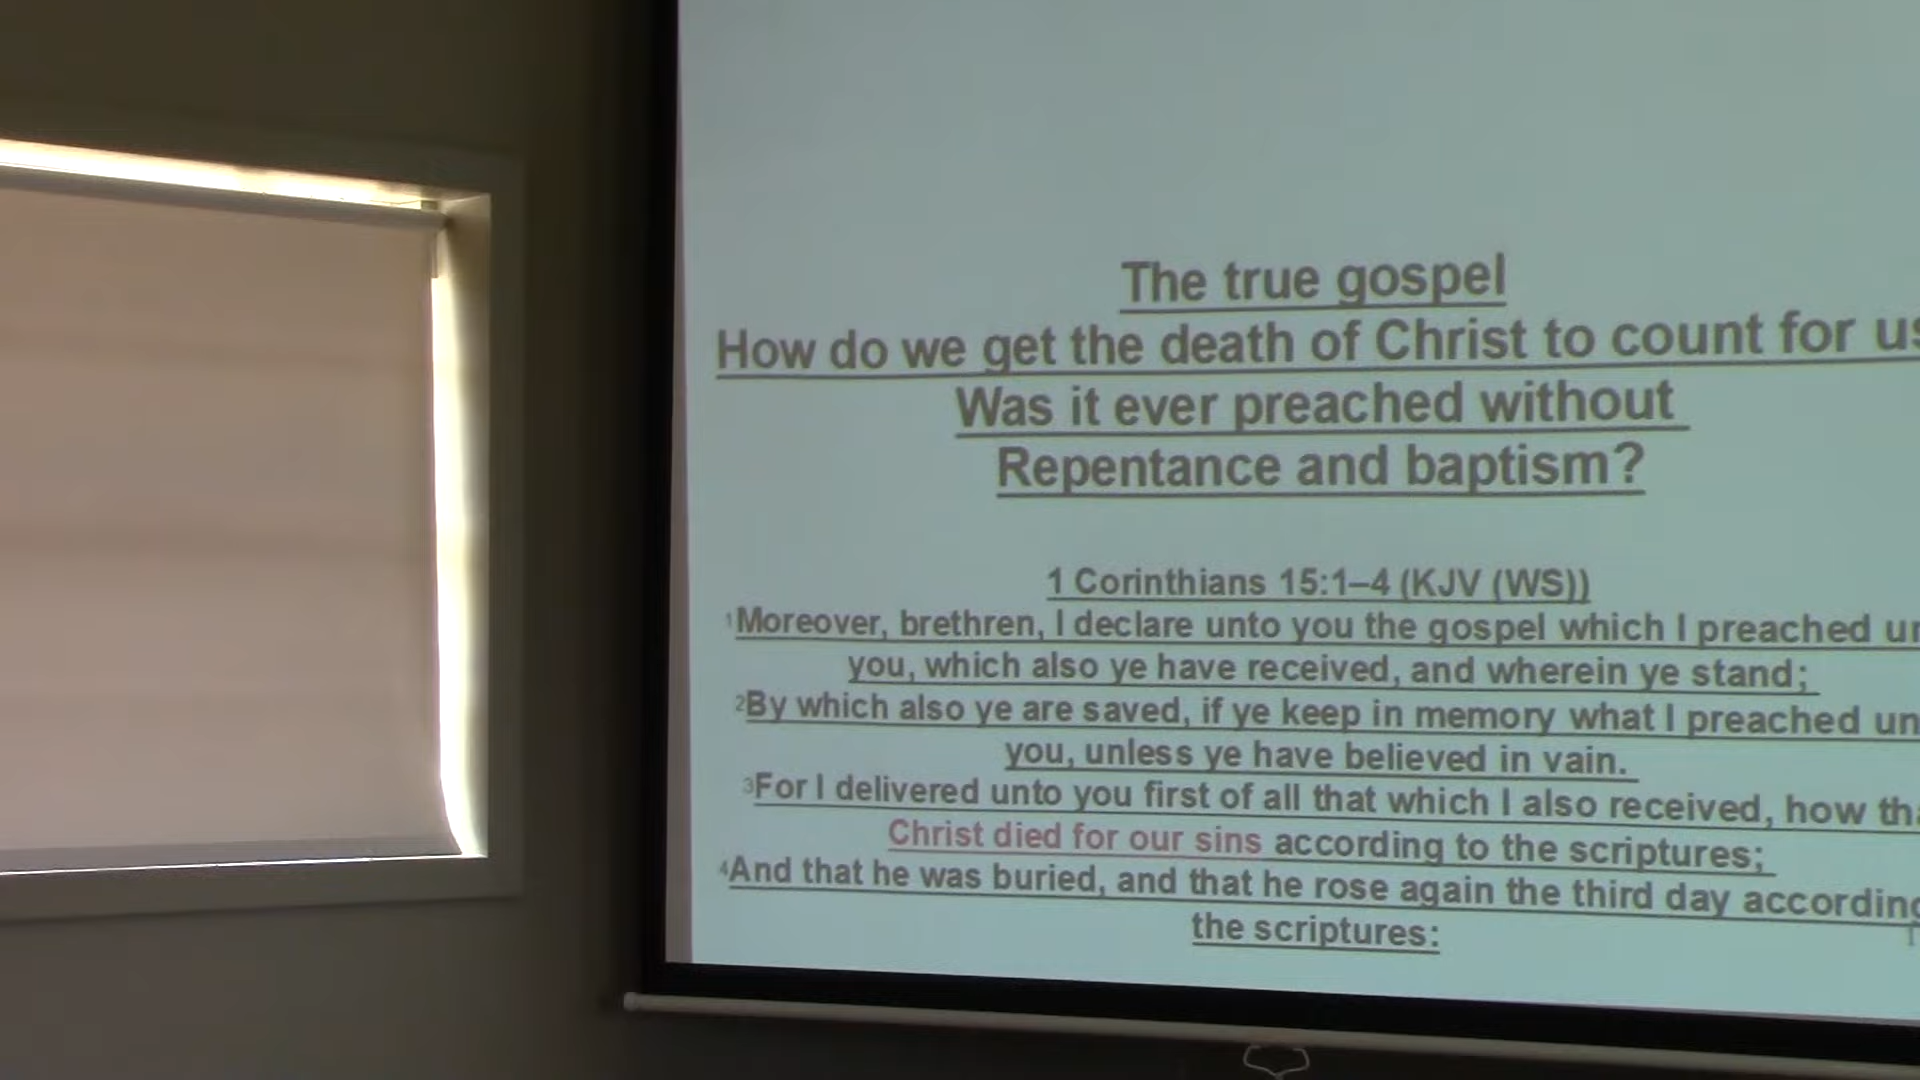 The true gospel
How do we get the death of Christ to count for us
Was it ever preached without
Repentance and baptism?
1 Corinthians 15:1–4 (KJV (WS))
1Moreover, brethren, I declare unto you the gospel which I preached
you, which also ye have received, and wherein ye stand;
2By which also ye are saved, if ye keep in memory what I preached
you, unless ye have believed in vain.
3For I delivered unto you first of all that which I also received, how
Christ died for our sins according to the scriptures;
4And that he was buried, and that he rose again the third day according
the scriptures: